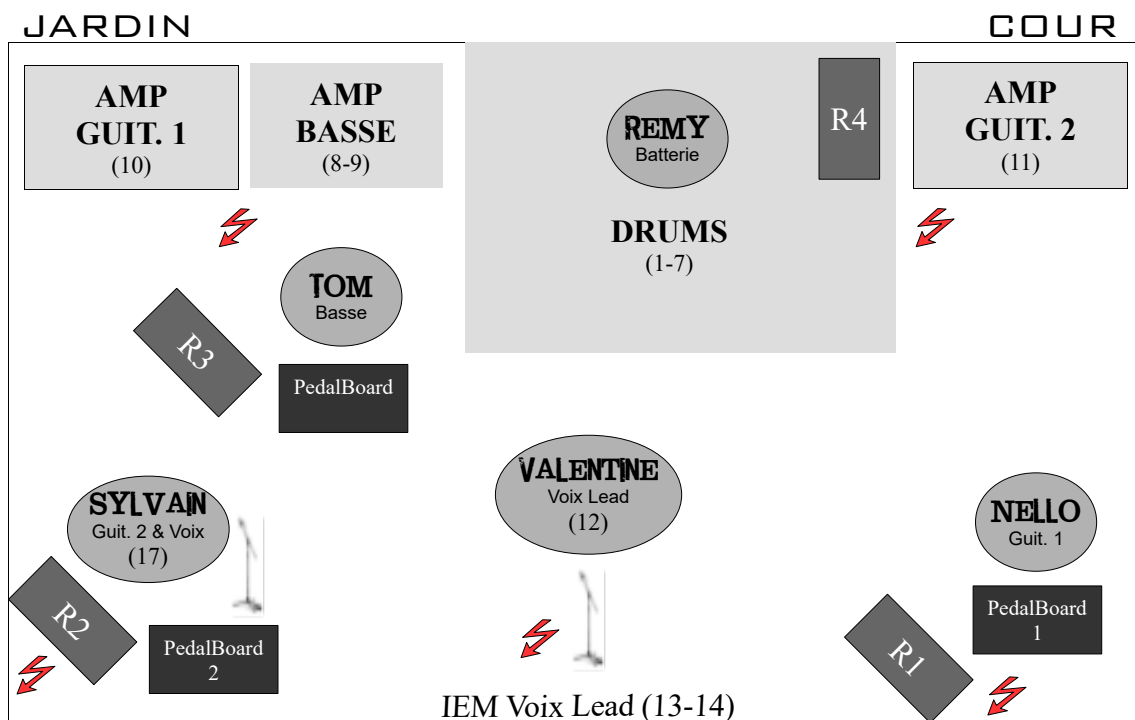 JARDIN
COUR
AMP
GUIT. 1
(10)
AMP
BASSE
(8-9)
REMY
Batterie
R4
AMP
GUIT. 2
(11)
DRUMS
(1-7)
TOM
Basse
R3
PedalBoard
SYLVAIN
Guit. 2 & Voix
(17)
VALENTINE
Voix Lead
(12)
NELLO
Guit. 1
R2
PedalBoard
2
PedalBoard
1
R1
IEM Voix Lead (13-14)